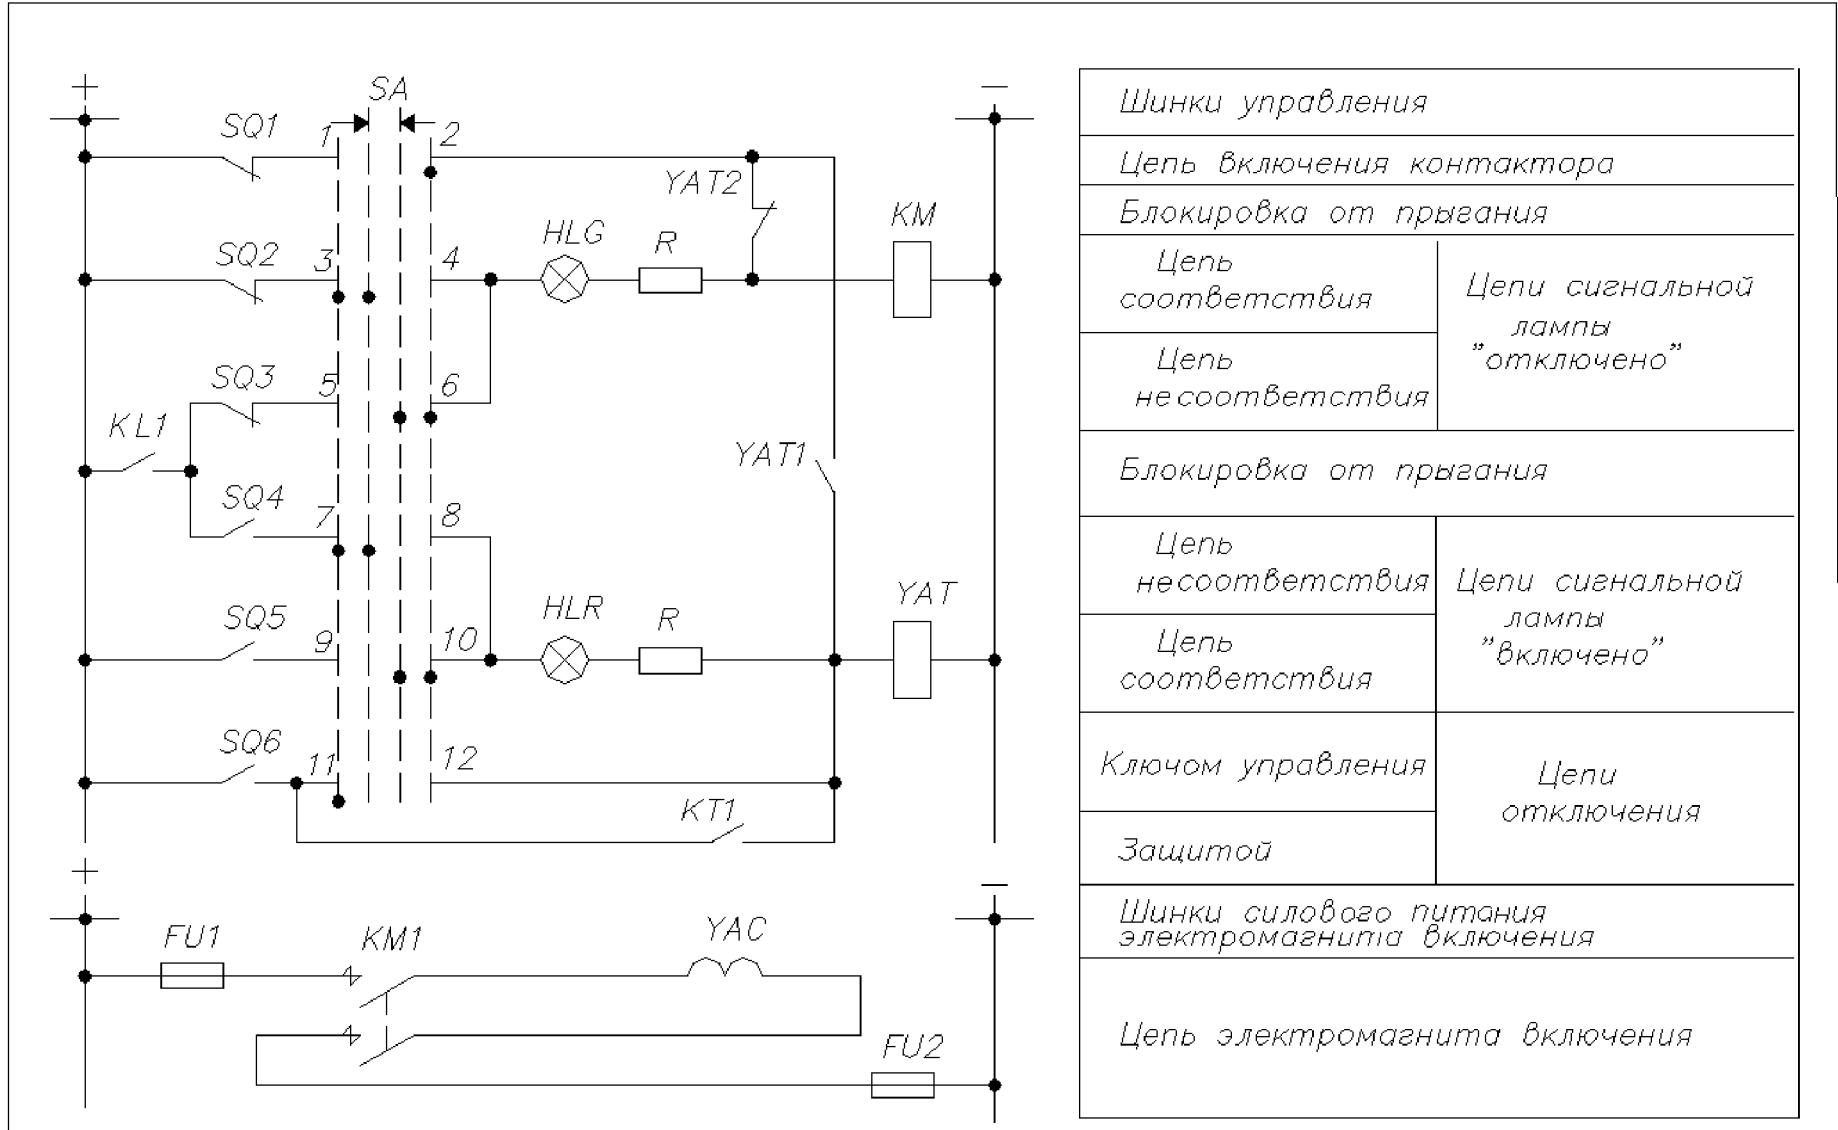 +
SA
−
SQ1
1
2
YAT2
KM
SQ2
3
4
HLG
R
SQ3
5
6
KL1
YAT1
SQ4
7
8
SQ5
9
10
HLR
R
YAT
SQ6
11
12
KT1
+
−
FU1
KM1
YAC
FU2
Шинки управления
Цепь включения контактора
Блокировка от прыгания
Цепь
соответствия
Цепи сигнальной
лампы
"отключено"
Цепь
несоответствия
Блокировка от прыгания
Цепь
несоответствия
Цепи сигнальной
лампы
"включено"
Цепь
соответствия
Ключом управления
Цепи
отключения
Защитой
Шинки силового питания
электромагнита включения
Цепь электромагнита включения